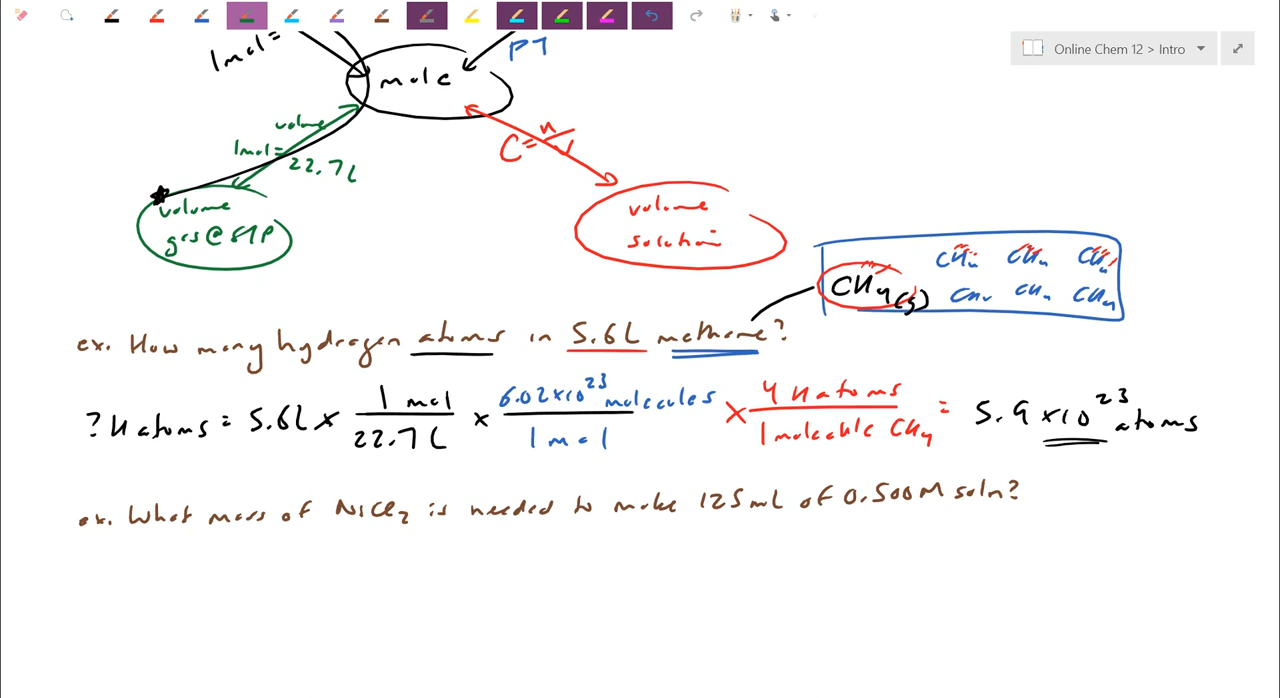 Online Chem 12 > Intro
1mol=
PT
mole
volume
1mol=
22.7L
C=n/V
volume
gas@STP
volume
solution
CH4(g)
CH4 CH4 CH4
CH4 CH4 CH4
ex. How many hydrogen atoms in 5.6L methane?
? H atoms = 5.6L × 1 mol / 22.7 L × 6.02×10^23 molecules / 1 mol × 4 H atoms / 1 molecule CH4 = 5.9 ×10^23 atoms
ex. What mass of NiCl2 is needed to make 125mL of 0.500M soln?